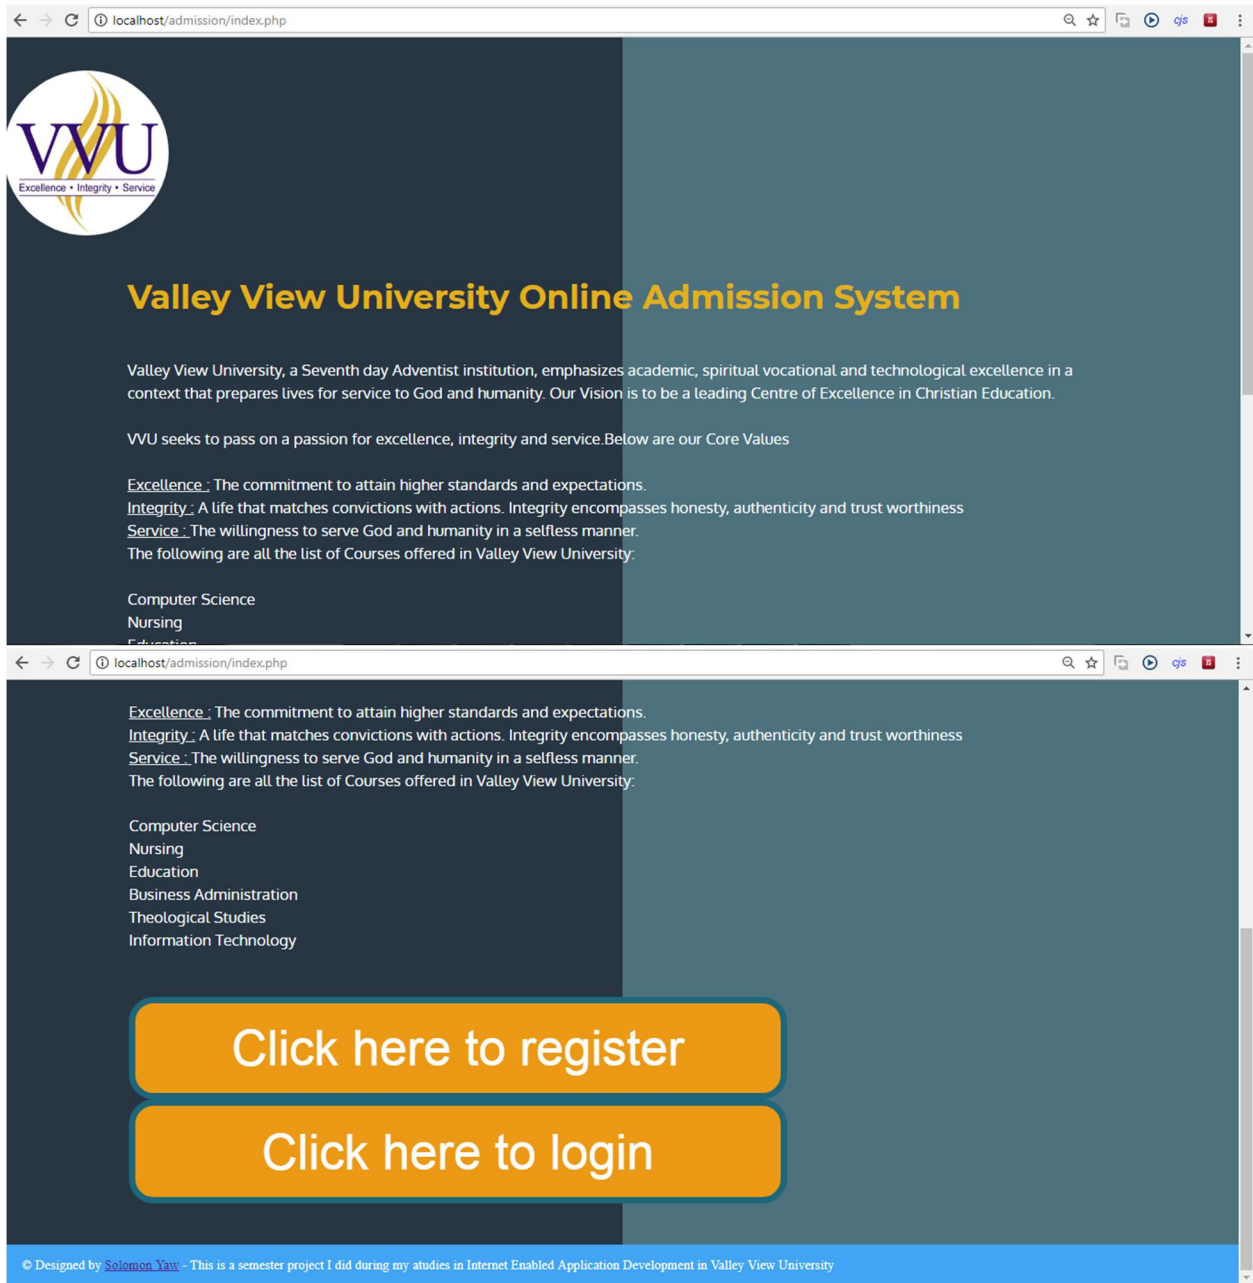 localhost/admission/index.php
cjs
VVU
Excellence • Integrity • Service
Valley View University Online Admission System
Valley View University, a Seventh day Adventist institution, emphasizes academic, spiritual vocational and technological excellence in a
context that prepares lives for service to God and humanity. Our Vision is to be a leading Centre of Excellence in Christian Education.
VVU seeks to pass on a passion for excellence, integrity and service.Below are our Core Values
Excellence : The commitment to attain higher standards and expectations.
Integrity : A life that matches convictions with actions. Integrity encompasses honesty, authenticity and trust worthiness
Service : The willingness to serve God and humanity in a selfless manner.
The following are all the list of Courses offered in Valley View University:
Computer Science
Nursing
Education
localhost/admission/index.php
cjs
Excellence : The commitment to attain higher standards and expectations.
Integrity : A life that matches convictions with actions. Integrity encompasses honesty, authenticity and trust worthiness
Service : The willingness to serve God and humanity in a selfless manner.
The following are all the list of Courses offered in Valley View University:
Computer Science
Nursing
Education
Business Administration
Theological Studies
Information Technology
Click here to register
Click here to login
© Designed by Solomon Yaw - This is a semester project I did during my atudies in Internet Enabled Application Development in Valley View University